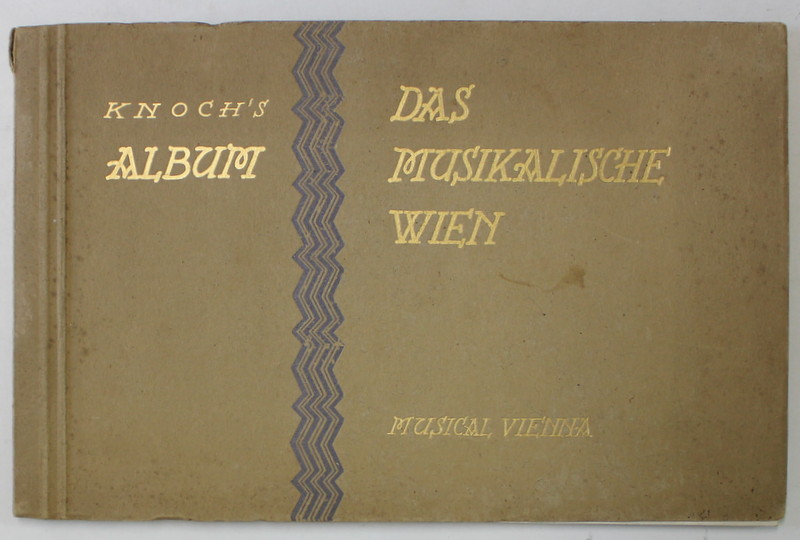 KNOCH'S
ALBUM
DAS
MUSIKALISCHE
WIEN
MUSICAL VIENNA